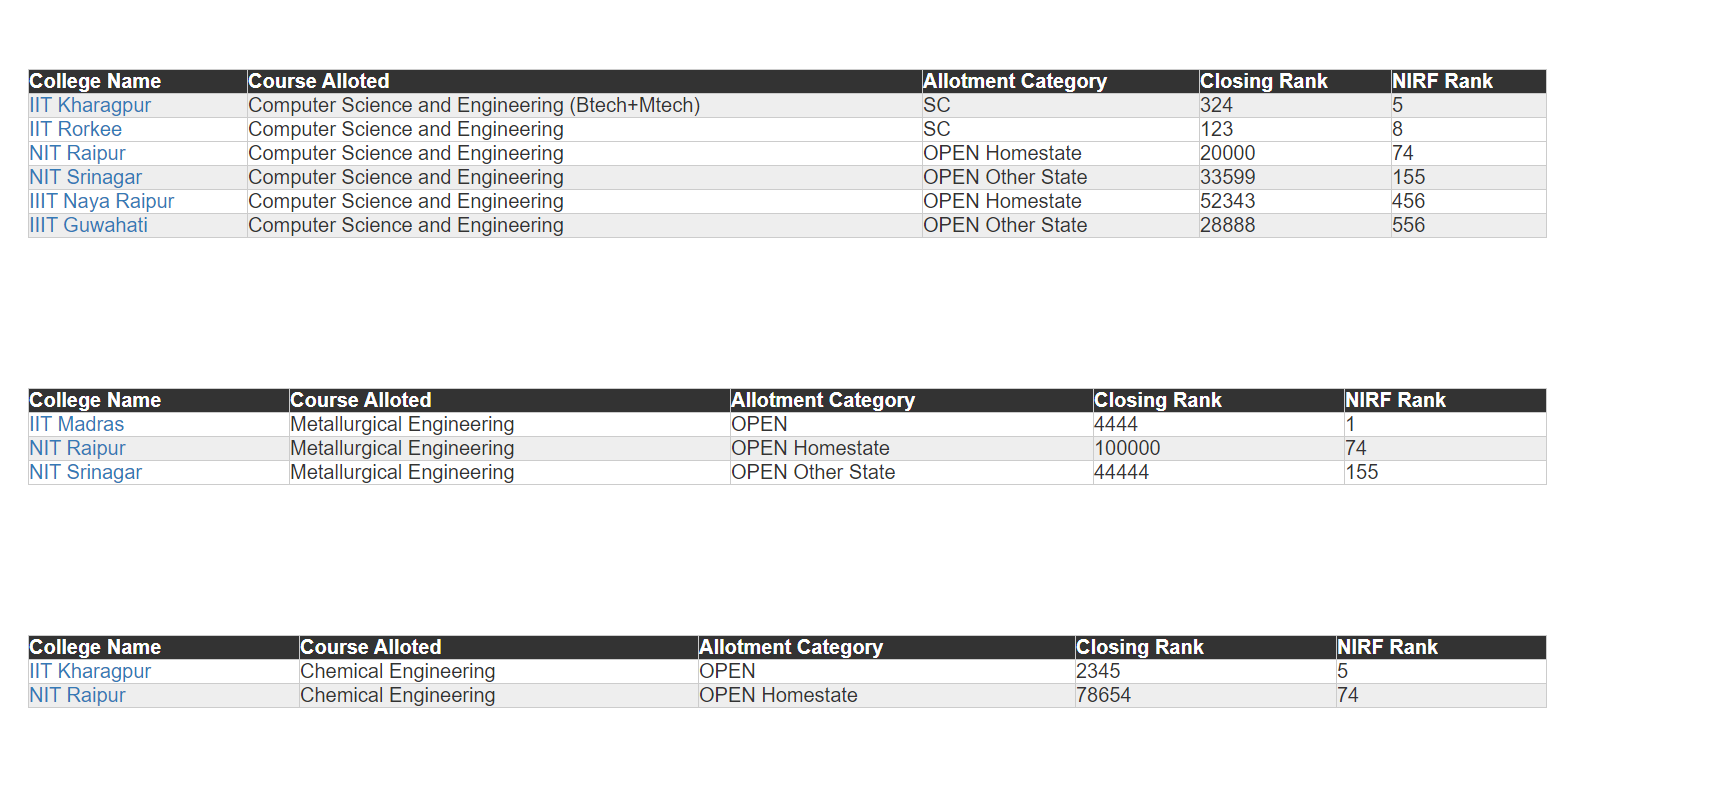 College Name Course Alloted Allotment Category Closing Rank NIRF Rank
IIT Kharagpur Computer Science and Engineering (Btech+Mtech) SC 324 5
IIT Rorkee Computer Science and Engineering SC 123 8
NIT Raipur Computer Science and Engineering OPEN Homestate 20000 74
NIT Srinagar Computer Science and Engineering OPEN Other State 33599 155
IIIT Naya Raipur Computer Science and Engineering OPEN Homestate 52343 456
IIIT Guwahati Computer Science and Engineering OPEN Other State 28888 556
College Name Course Alloted Allotment Category Closing Rank NIRF Rank
IIT Madras Metallurgical Engineering OPEN 4444 1
NIT Raipur Metallurgical Engineering OPEN Homestate 100000 74
NIT Srinagar Metallurgical Engineering OPEN Other State 44444 155
College Name Course Alloted Allotment Category Closing Rank NIRF Rank
IIT Kharagpur Chemical Engineering OPEN 2345 5
NIT Raipur Chemical Engineering OPEN Homestate 78654 74